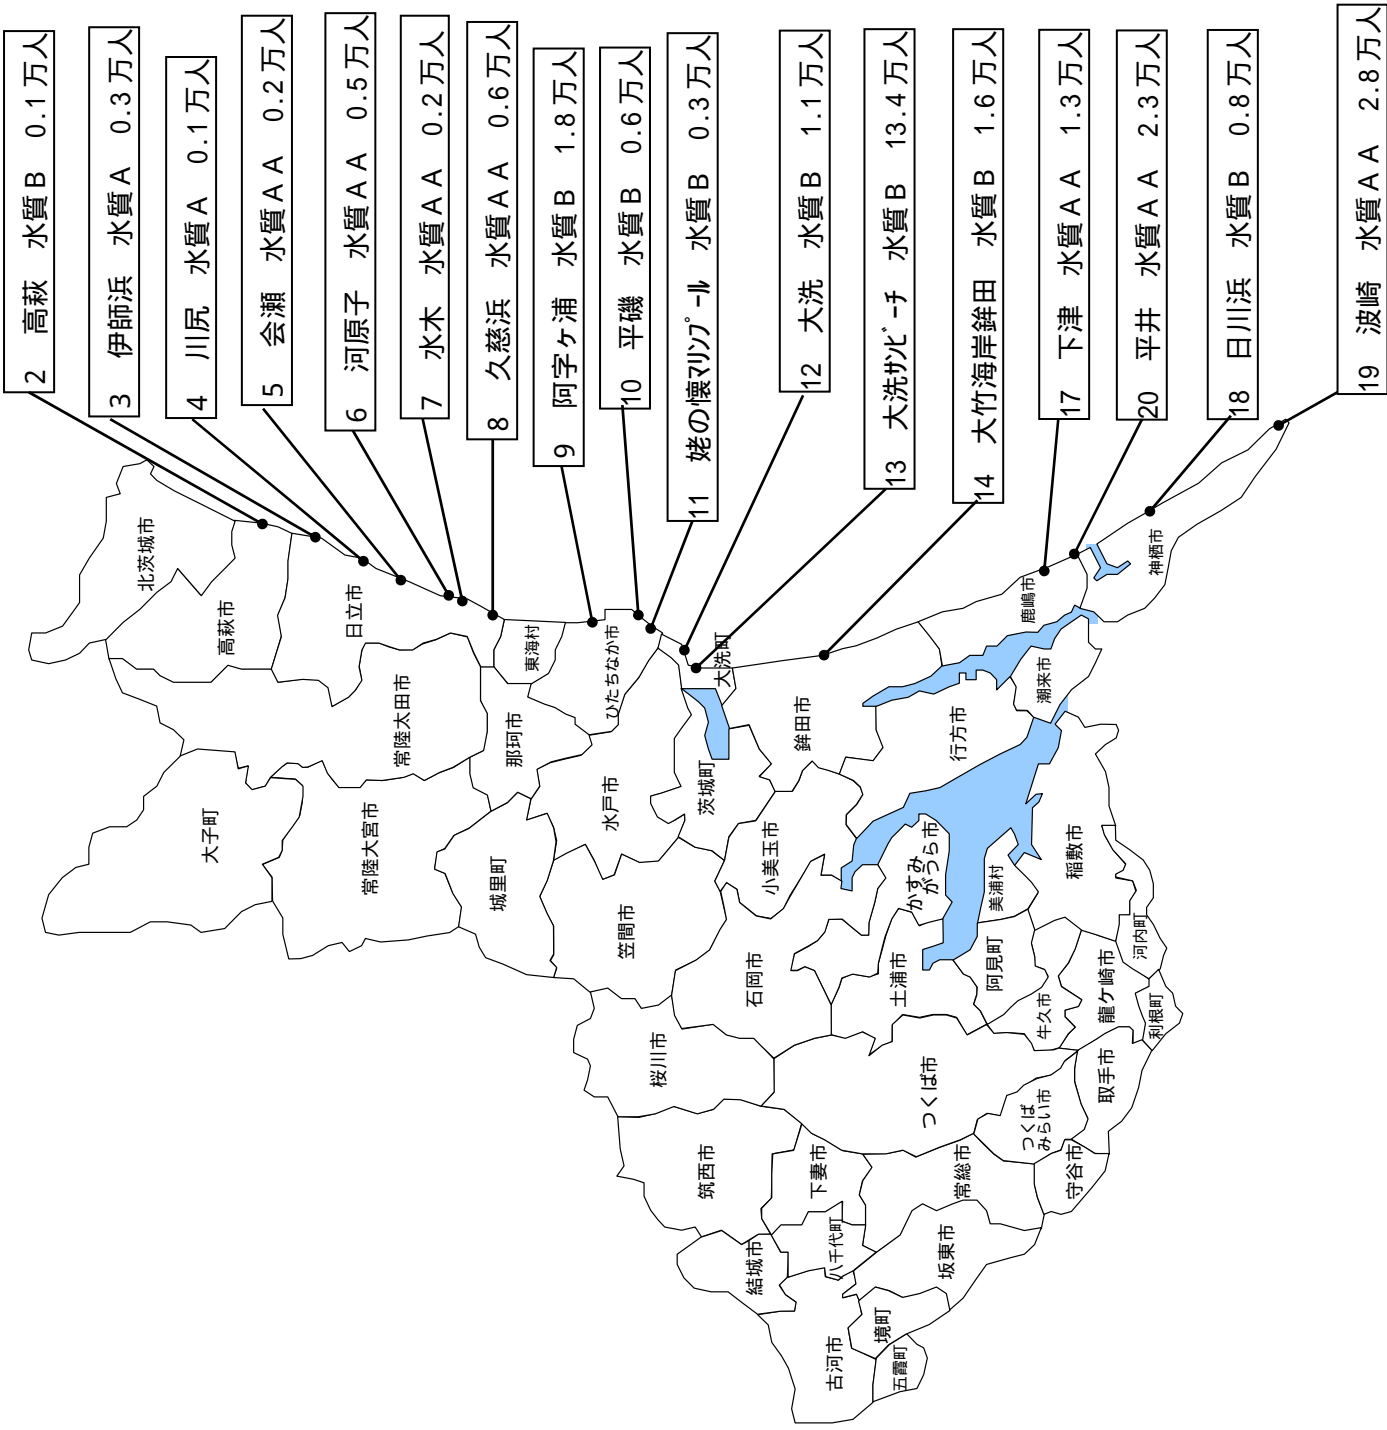 2　高萩　水質Ｂ　0.1万人
3　伊師浜　水質Ａ　0.3万人
4　川尻　水質Ａ　0.1万人
5　会瀬　水質ＡＡ　0.2万人
6　河原子　水質ＡＡ　0.5万人
7　水木　水質ＡＡ　0.2万人
8　久慈浜　水質ＡＡ　0.6万人
9　阿字ヶ浦　水質Ｂ　1.8万人
10　平磯　水質Ｂ　0.6万人
11　姥の懐ﾏﾘﾝﾌﾟｰﾙ　水質Ｂ　0.3万人
12　大洗　水質Ｂ　1.1万人
13　大洗ｻﾝﾋﾞｰﾁ　水質Ｂ　13.4万人
14　大竹海岸鉾田　水質Ｂ　1.6万人
17　下津　水質ＡＡ　1.3万人
20　平井　水質ＡＡ　2.3万人
18　日川浜　水質Ｂ　0.8万人
19　波崎　水質ＡＡ　2.8万人
北茨城市
高萩市
日立市
東海村
ひたちなか市
大洗町
鹿嶋市
神栖市
常陸太田市
那珂市
鉾田市
行方市
潮来市
大子町
常陸大宮市
城里町
水戸市
茨城町
小美玉市
かすみ
がうら市
美浦村
稲敷市
笠間市
石岡市
土浦市
阿見町
牛久市
龍ケ崎市
河内町
利根町
桜川市
つくば市
つくば
みらい市
取手市
筑西市
下妻市
常総市
守谷市
結城市
八千代町
坂東市
古河市
境町
五霞町